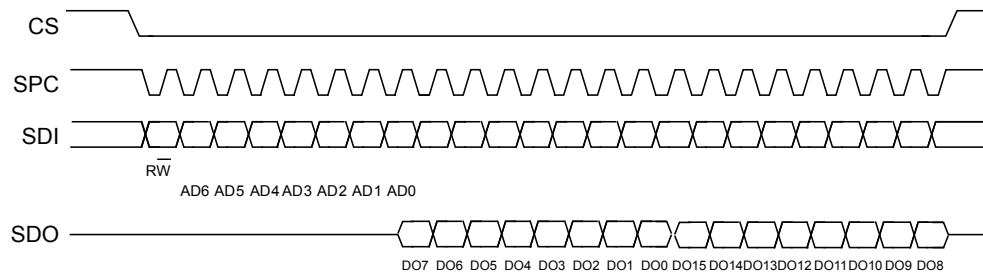 CS
SPC
SDI
RW
AD6 AD5 AD4 AD3 AD2 AD1 AD0
SDO
DO7 DO6 DO5 DO4 DO3 DO2 DO1 DO0 DO15 DO14 DO13 DO12 DO11 DO10 DO9 DO8